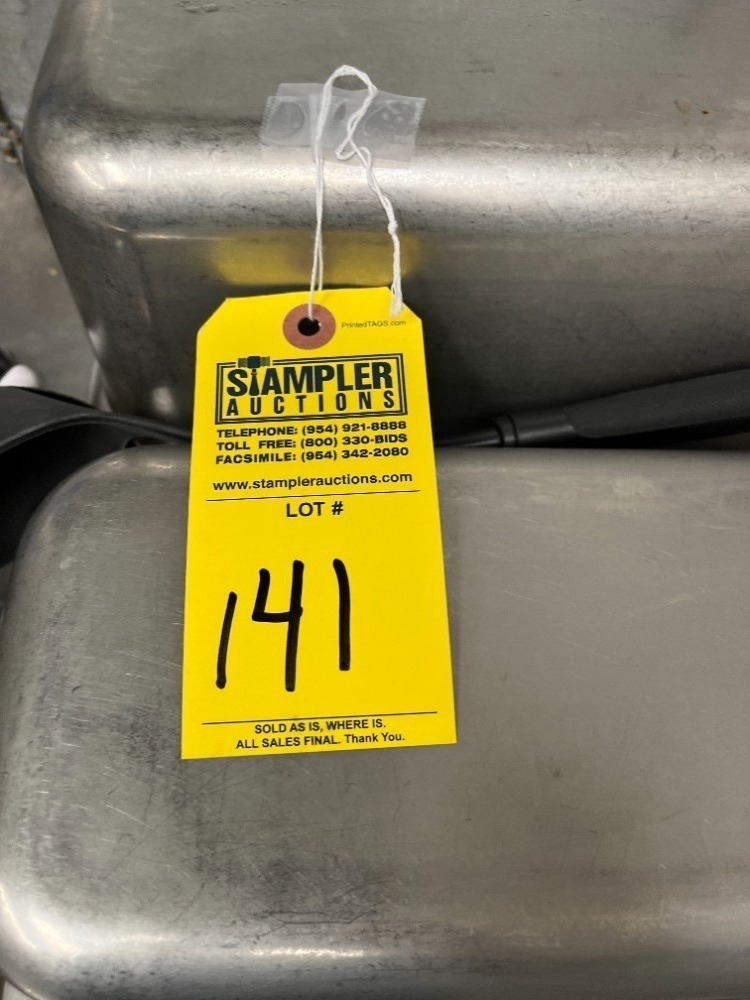 PrintedTAGS.com
STAMPLER
AUCTIONS
TELEPHONE: (954) 921-8888
TOLL FREE: (800) 330-BIDS
FACSIMILE: (954) 342-2080
www.stamplerauctions.com
LOT #
141
SOLD AS IS, WHERE IS.
ALL SALES FINAL. Thank You.